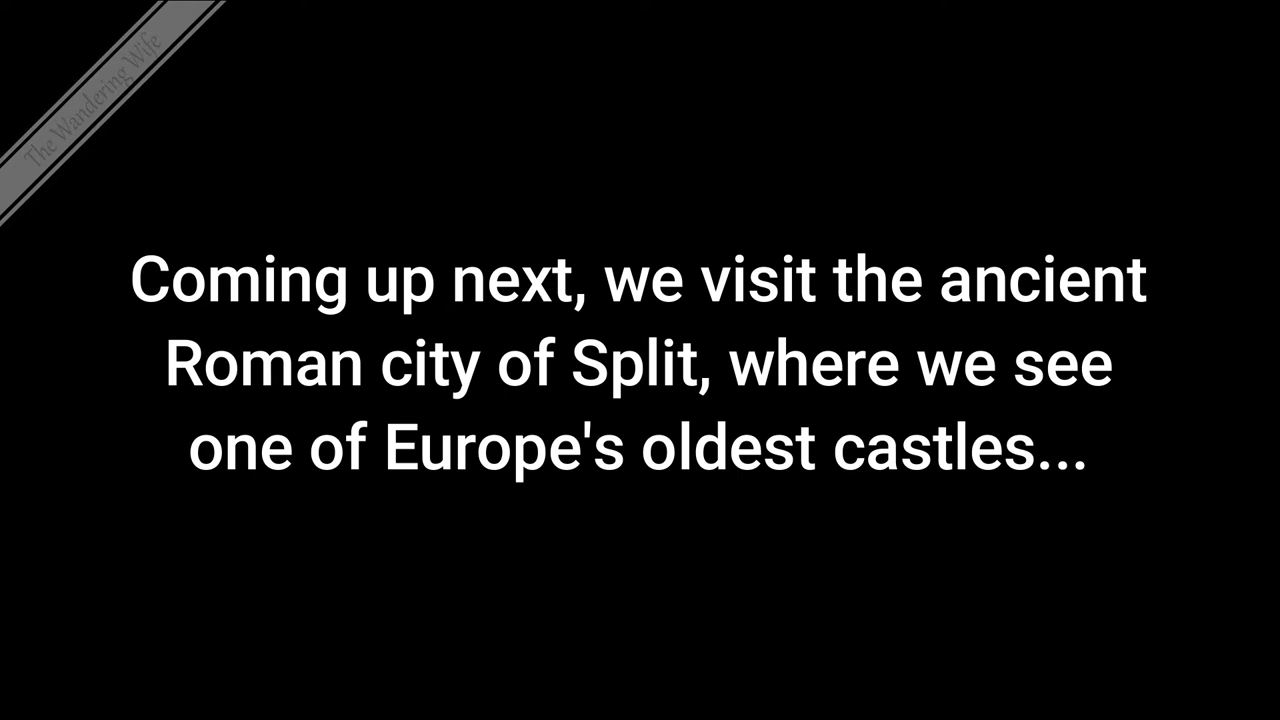 The Wandering Wife
Coming up next, we visit the ancient
Roman city of Split, where we see
one of Europe's oldest castles...